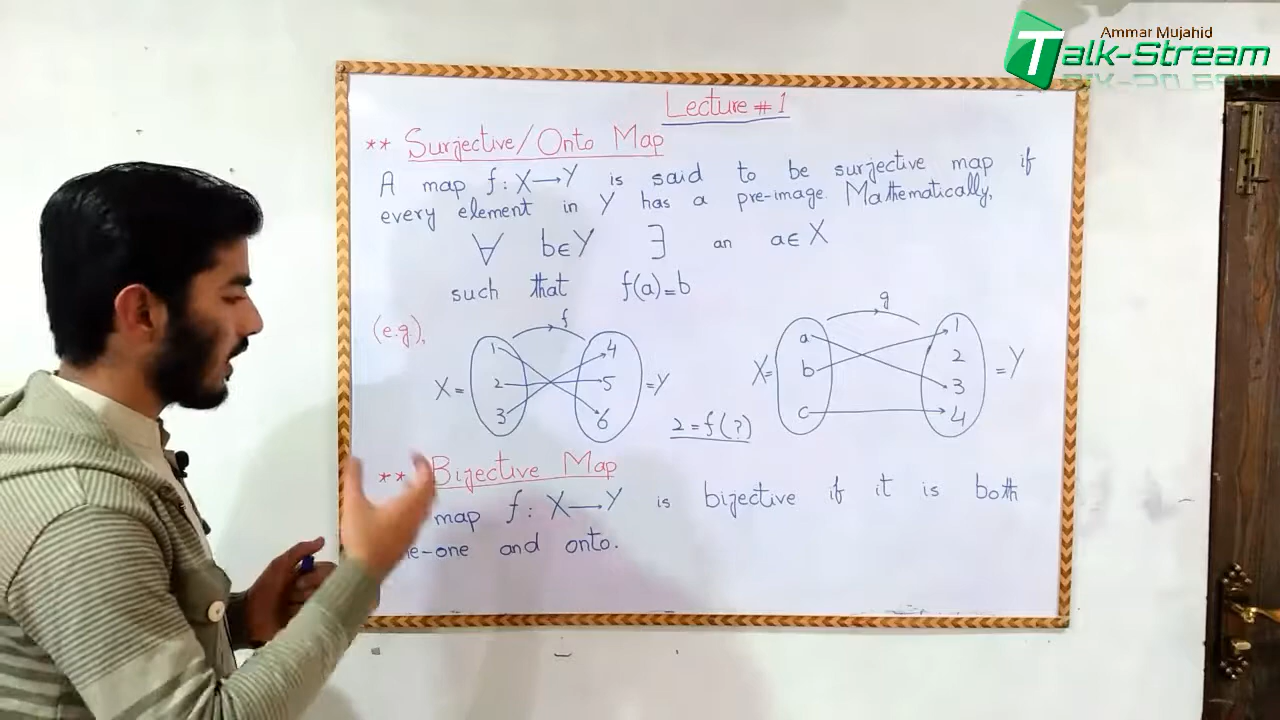 Ammar Mujahid
Talk-Stream
Lecture # 1
** Surjective/Onto Map
A map f: X→Y is said to be surjective map if
every element in Y has a pre-image. Mathematically,
∀ b∈Y ∃ an a∈X
such that f(a)=b
(e.g),
f
X = 1 2 3
4 5 6 =Y
g
X= a b c
1 2 3 4 =Y
2=f(?)
** Bijective Map
map f: X→Y is bijective if it is both
ne-one and onto.